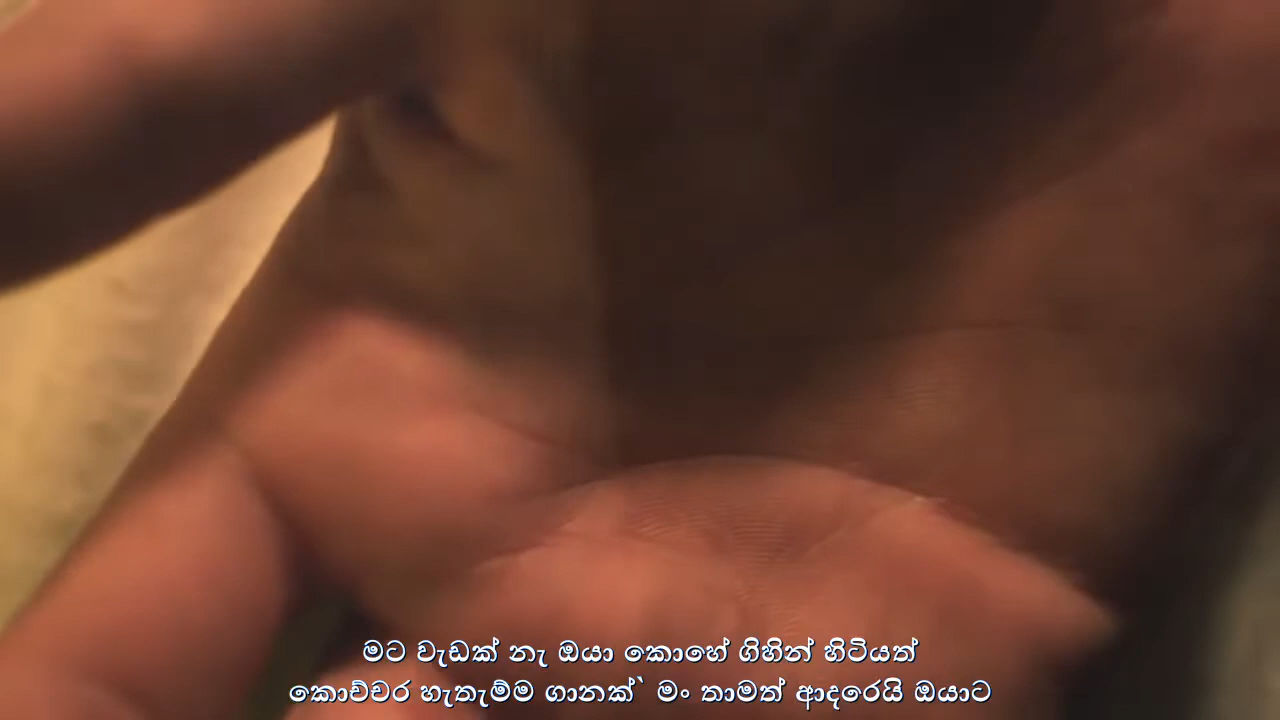 මට වැඩක් නැ ඔයා කොහේ ගිහින් හිටියත්
කොච්චර හැතැම්ම ගානක්` මං තාමත් ආදරෙයි ඔයාට